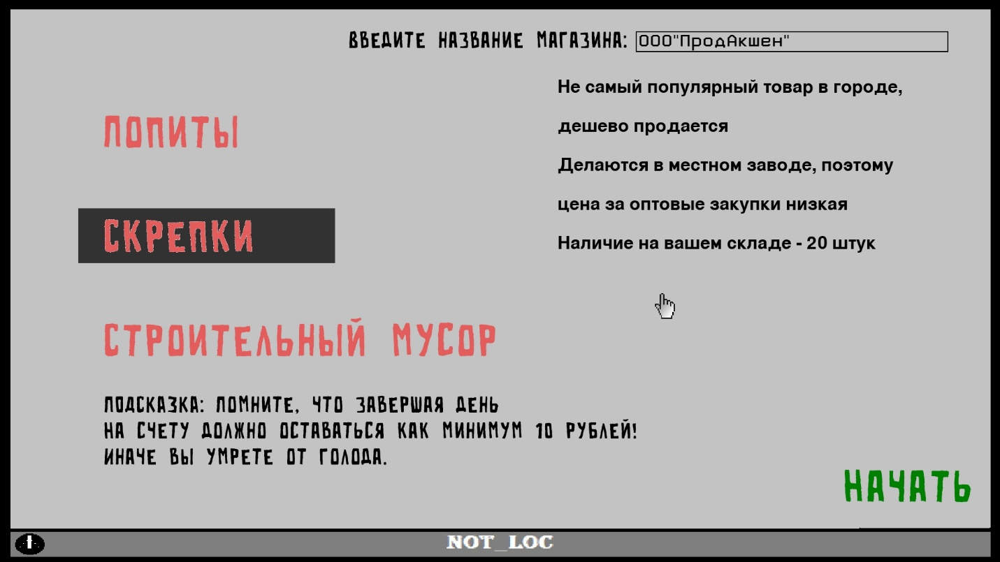 ВВЕДИТЕ НАЗВАНИЕ МАГАЗИНА: ООО"ПродАкшен"
Не самый популярный товар в городе,
дешево продается
Делаются в местном заводе, поэтому
цена за оптовые закупки низкая
Наличие на вашем складе - 20 штук
ПОПИТЫ
СКРЕПКИ
СТРОИТЕЛЬНЫЙ МУСОР
ПОДСКАЗКА: ПОМНИТЕ, ЧТО ЗАВЕРШАЯ ДЕНЬ
НА СЧЕТУ ДОЛЖНО ОСТАВАТЬСЯ КАК МИНИМУМ 10 РУБЛЕЙ!
ИНАЧЕ ВЫ УМРЕТЕ ОТ ГОЛОДА.
НАЧАТЬ
NOT_LOC